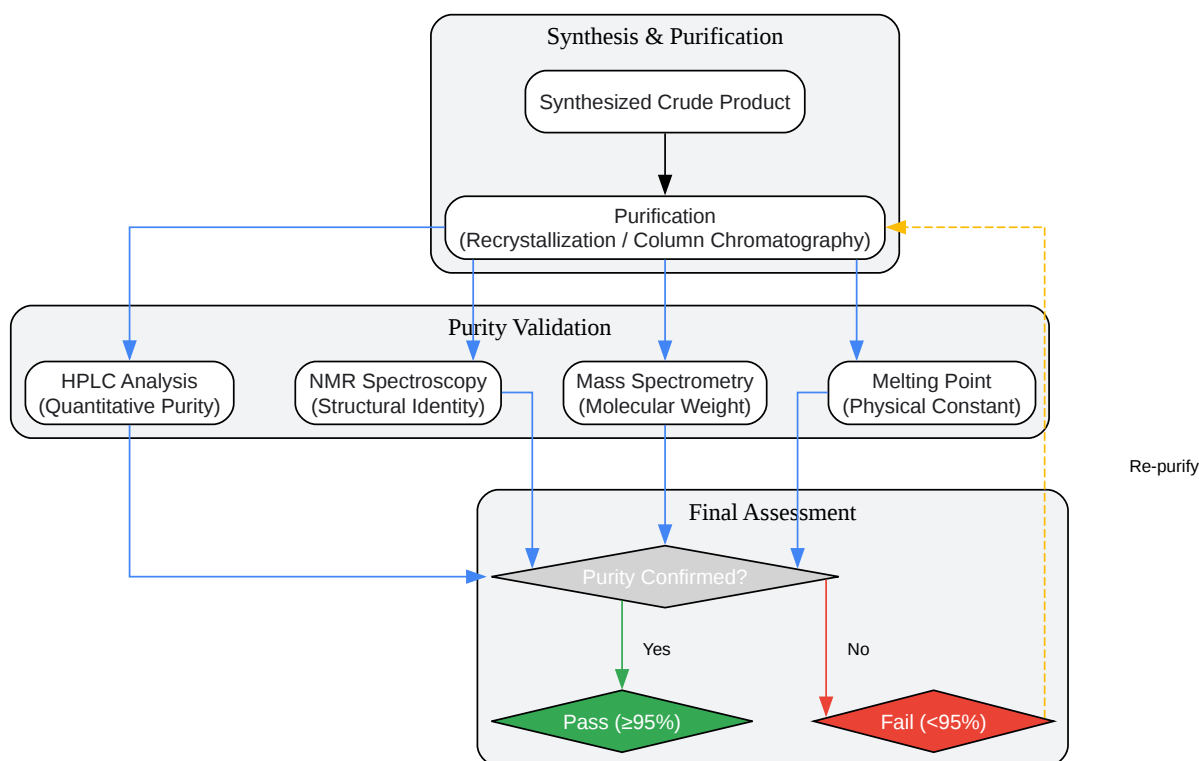 Synthesis & Purification
Synthesized Crude Product
Purification
(Recrystallization / Column Chromatography)
Purity Validation
HPLC Analysis
(Quantitative Purity)
NMR Spectroscopy
(Structural Identity)
Mass Spectrometry
(Molecular Weight)
Melting Point
(Physical Constant)
Re-purify
Final Assessment
Purity Confirmed?
Yes
No
Pass (≥95%)
Fail (<95%)